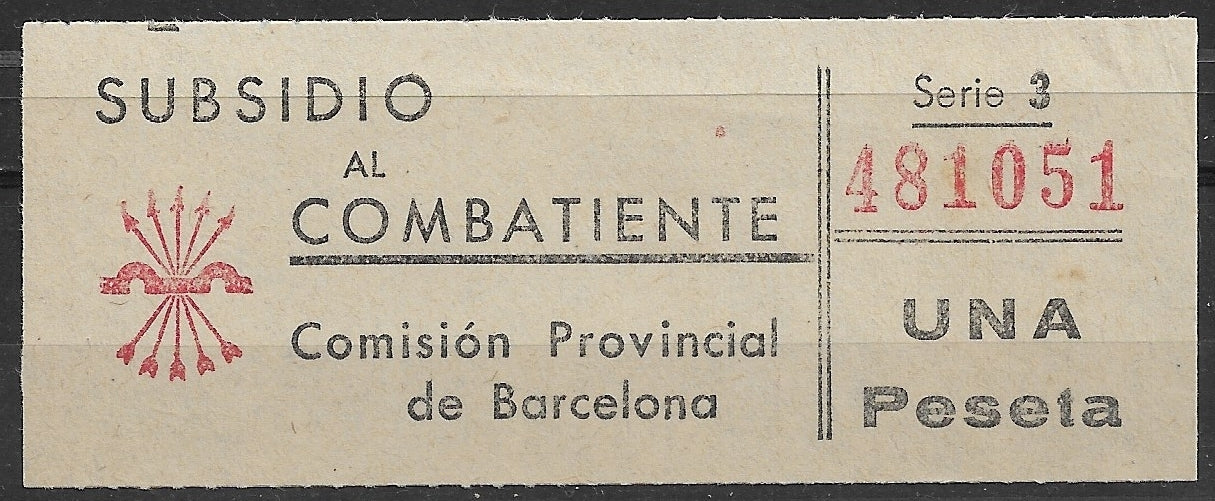 SUBSIDIO
AL
COMBATIENTE
Comisión Provincial
de Barcelona
Serie 3
481051
UNA
Peseta